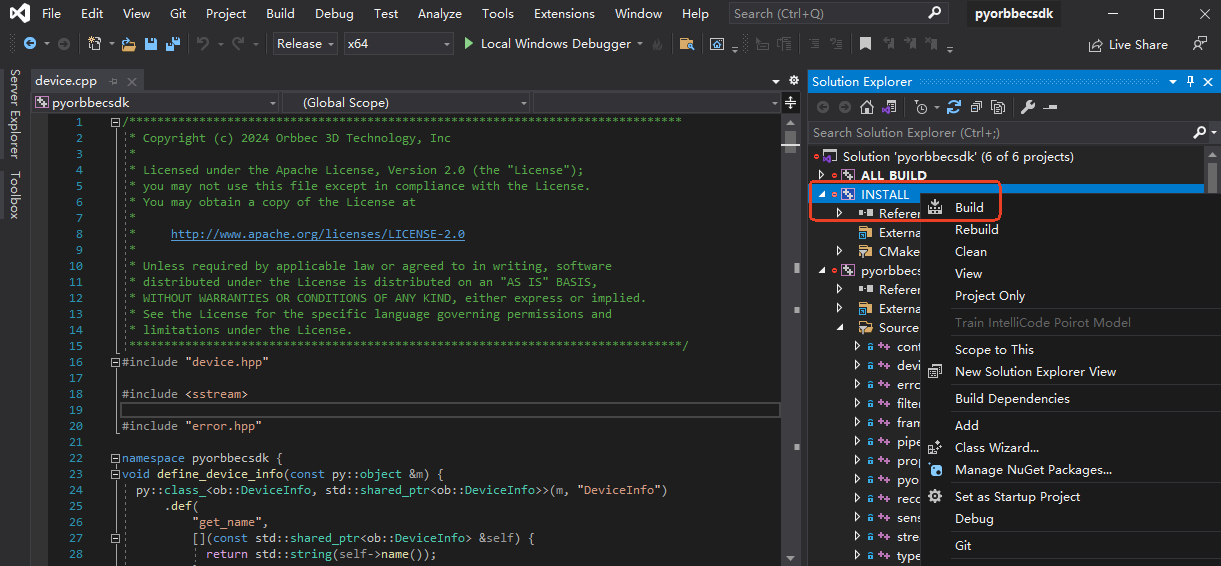 File Edit View Git Project Build Debug Test Analyze Tools Extensions Window Help Search (Ctrl+Q) pyorbbecsdk
Release x64 Local Windows Debugger Live Share
Server Explorer
Toolbox
device.cpp
pyorbbecsdk (Global Scope)
1 /*******************************************************************************
2 * Copyright (c) 2024 Orbbec 3D Technology, Inc
3 *
4 * Licensed under the Apache License, Version 2.0 (the "License");
5 * you may not use this file except in compliance with the License.
6 * You may obtain a copy of the License at
7 *
8 *     http://www.apache.org/licenses/LICENSE-2.0
9 *
10 * Unless required by applicable law or agreed to in writing, software
11 * distributed under the License is distributed on an "AS IS" BASIS,
12 * WITHOUT WARRANTIES OR CONDITIONS OF ANY KIND, either express or implied.
13 * See the License for the specific language governing permissions and
14 * limitations under the License.
15 *******************************************************************************/
16 #include "device.hpp"
17
18 #include <sstream>
19
20 #include "error.hpp"
21
22 namespace pyorbbecsdk {
23 void define_device_info(const py::object &m) {
24   py::class_<ob::DeviceInfo, std::shared_ptr<ob::DeviceInfo>>(m, "DeviceInfo")
25       .def(
26           "get_name",
27           [](const std::shared_ptr<ob::DeviceInfo> &self) {
28             return std::string(self->name());
Solution Explorer
Search Solution Explorer (Ctrl+;)
Solution 'pyorbbecsdk' (6 of 6 projects)
ALL_BUILD
INSTALL
Referen
Externa
CMake
pyorbbecs
Referen
Externa
Source
cont
devi
erro
filter
fram
pipe
prop
pyo
reco
sens
strea
type
Build
Rebuild
Clean
View
Project Only
Train IntelliCode Poirot Model
Scope to This
New Solution Explorer View
Build Dependencies
Add
Class Wizard...
Manage NuGet Packages...
Set as Startup Project
Debug
Git